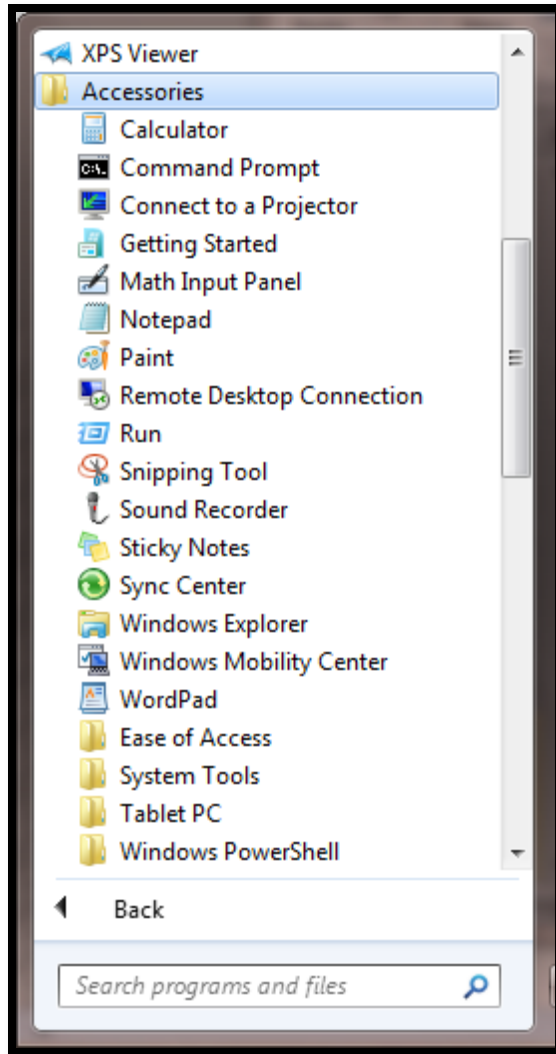 XPS Viewer
Accessories
Calculator
C:\.
Command Prompt
Connect to a Projector
Getting Started
Math Input Panel
Notepad
Paint
Remote Desktop Connection
Run
Snipping Tool
Sound Recorder
Sticky Notes
Sync Center
Windows Explorer
Windows Mobility Center
WordPad
Ease of Access
System Tools
Tablet PC
Windows PowerShell
Back
Search programs and files